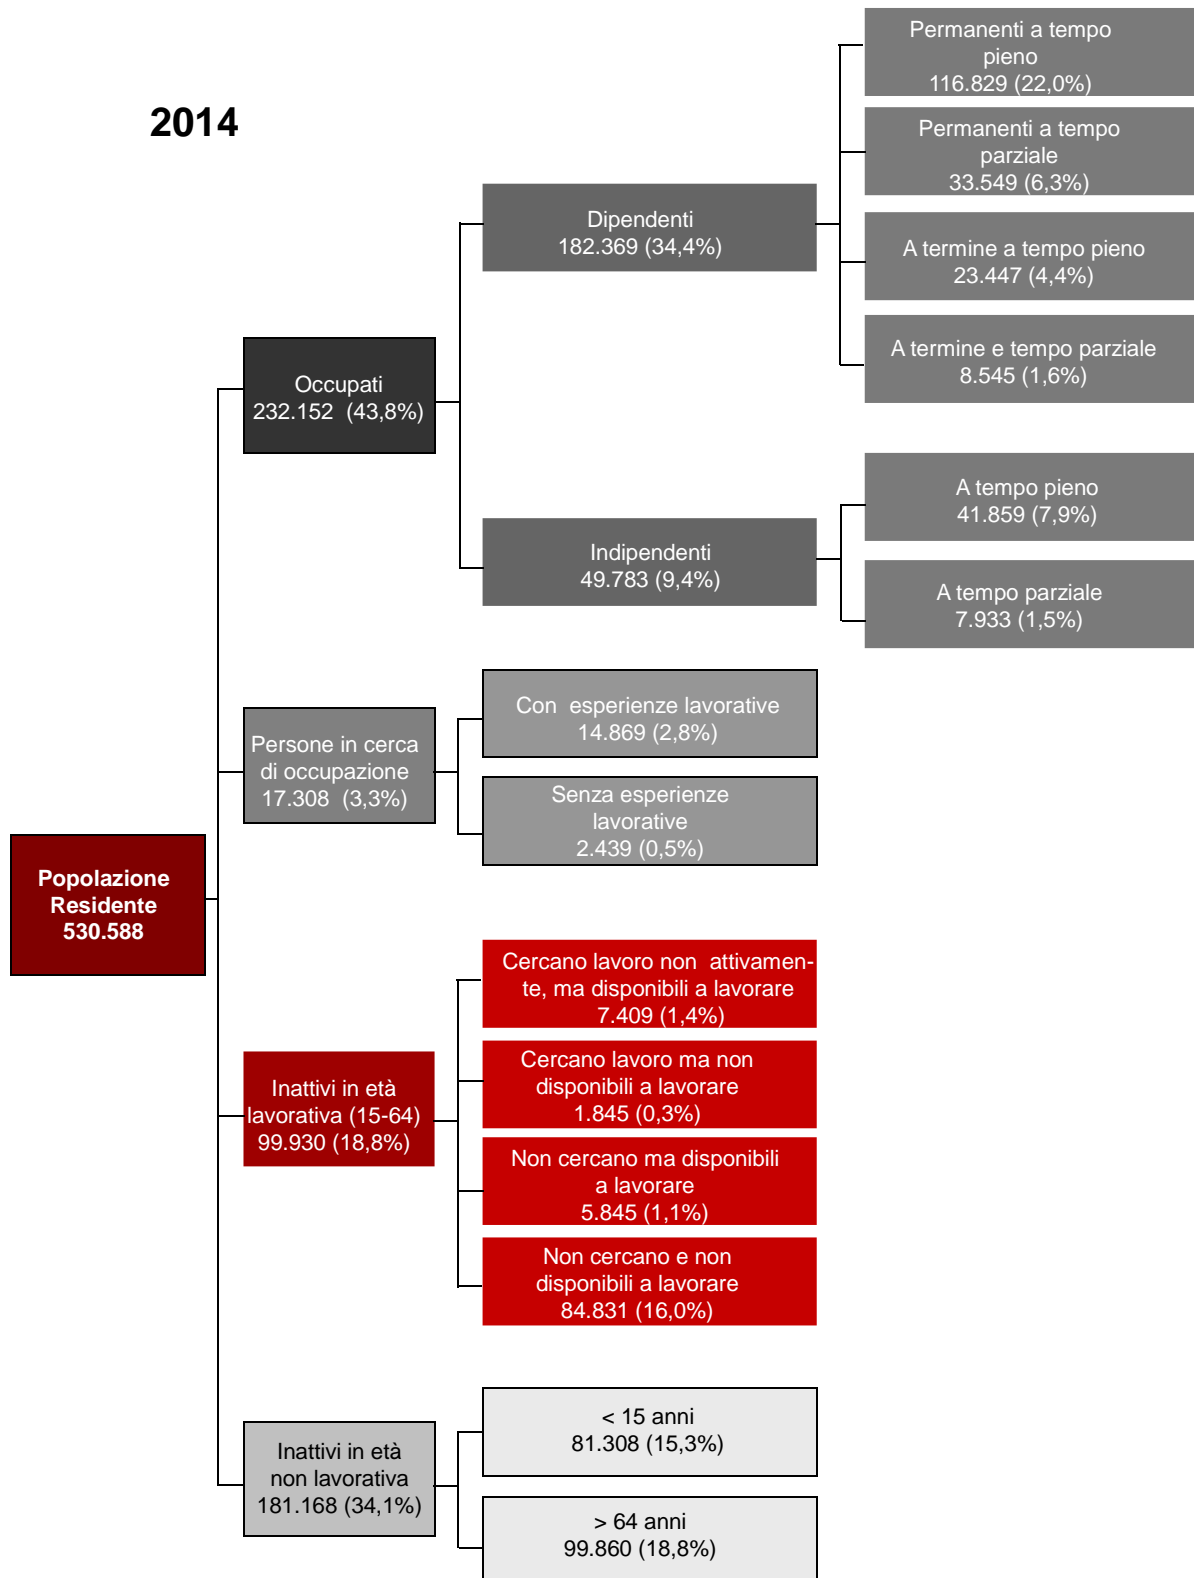 2014
Popolazione
Residente
530.588
Occupati
232.152 (43,8%)
Dipendenti
182.369 (34,4%)
Permanenti a tempo
pieno
116.829 (22,0%)
Permanenti a tempo
parziale
33.549 (6,3%)
A termine a tempo pieno
23.447 (4,4%)
A termine e tempo parziale
8.545 (1,6%)
Indipendenti
49.783 (9,4%)
A tempo pieno
41.859 (7,9%)
A tempo parziale
7.933 (1,5%)
Persone in cerca
di occupazione
17.308 (3,3%)
Con esperienze lavorative
14.869 (2,8%)
Senza esperienze
lavorative
2.439 (0,5%)
Inattivi in età
lavorativa (15-64)
99.930 (18,8%)
Cercano lavoro non attivamen-
te, ma disponibili a lavorare
7.409 (1,4%)
Cercano lavoro ma non
disponibili a lavorare
1.845 (0,3%)
Non cercano ma disponibili
a lavorare
5.845 (1,1%)
Non cercano e non
disponibili a lavorare
84.831 (16,0%)
Inattivi in età
non lavorativa
181.168 (34,1%)
< 15 anni
81.308 (15,3%)
> 64 anni
99.860 (18,8%)